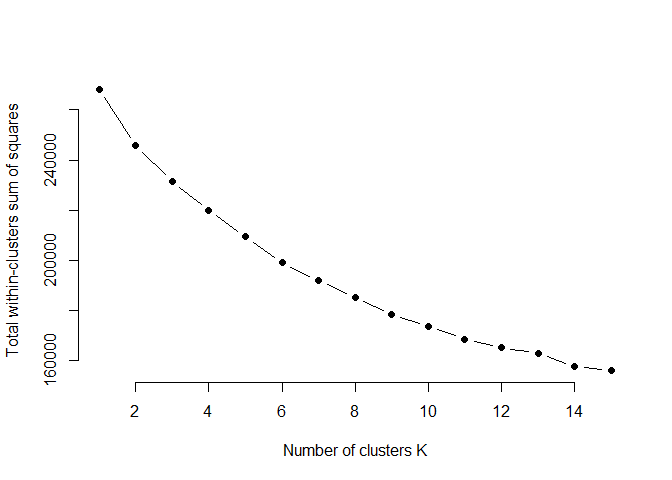 Total within-clusters sum of squares
240000
200000
160000
2 4 6 8 10 12 14
Number of clusters K